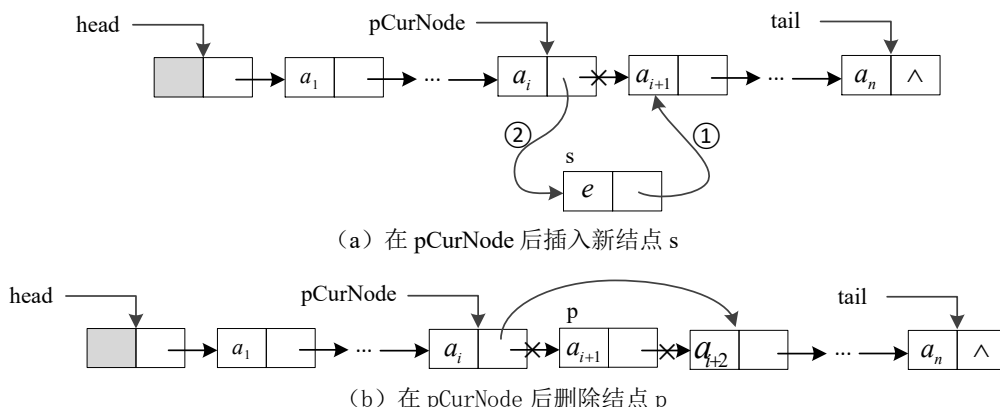 head pCurNode tail
a₁ ... aᵢ aᵢ₊₁ ... aₙ ∧
② ①
s
e
（a）在 pCurNode 后插入新结点 s
head pCurNode p tail
a₁ ... aᵢ aᵢ₊₁ aᵢ₊₂ ... aₙ ∧
（b）在 pCurNode 后删除结点 p